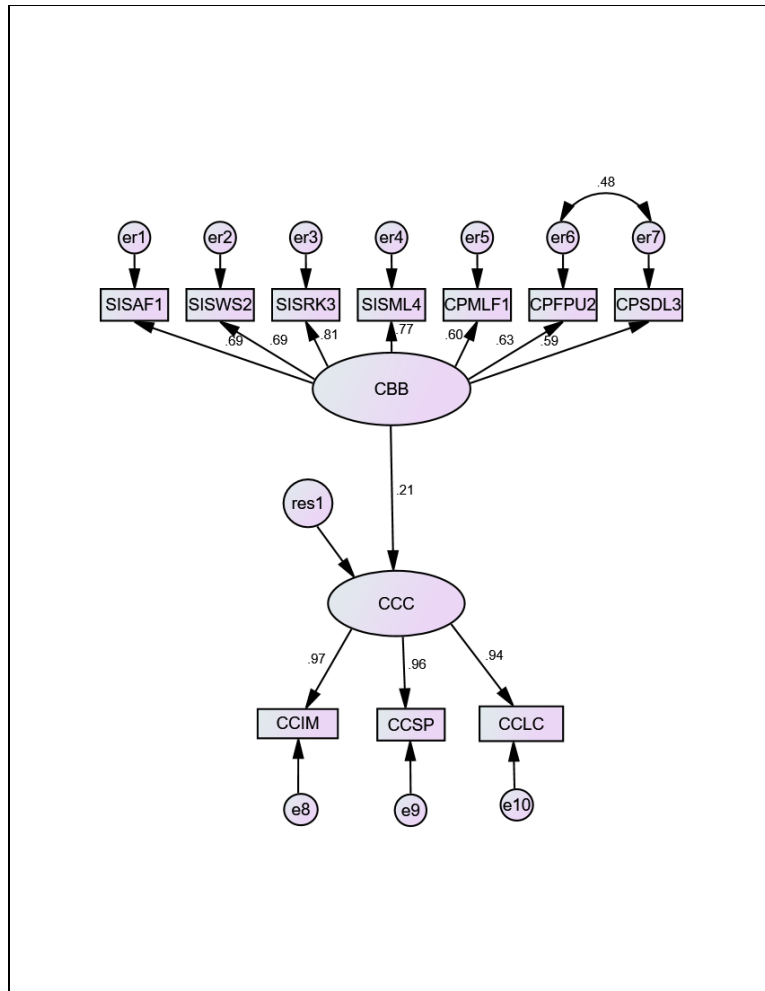 .48
er1 er2 er3 er4 er5 er6 er7
SISAF1 SISWS2 SISRK3 SISML4 CPMLF1 CPFPU2 CPSDL3
.69 .69 .81 .77 .60 .63 .59
CBB
.21
res1
CCC
.97 .96 .94
CCIM CCSP CCLC
e8 e9 e10